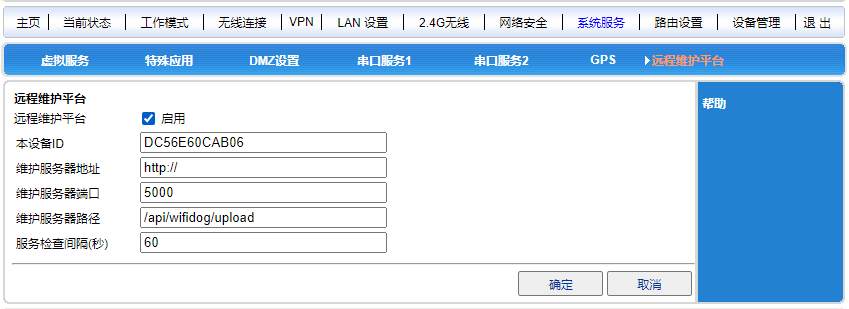 主页 当前状态 工作模式 无线连接 VPN LAN 设置 2.4G无线 网络安全 系统服务 路由设置 设备管理 退 出
虚拟服务 特殊应用 DMZ设置 串口服务1 串口服务2 GPS 远程维护平台
远程维护平台
帮助
远程维护平台 启用
本设备ID DC56E60CAB06
维护服务器地址 http://
维护服务器端口 5000
维护服务器路径 /api/wifidog/upload
服务检查间隔(秒) 60
确定 取消